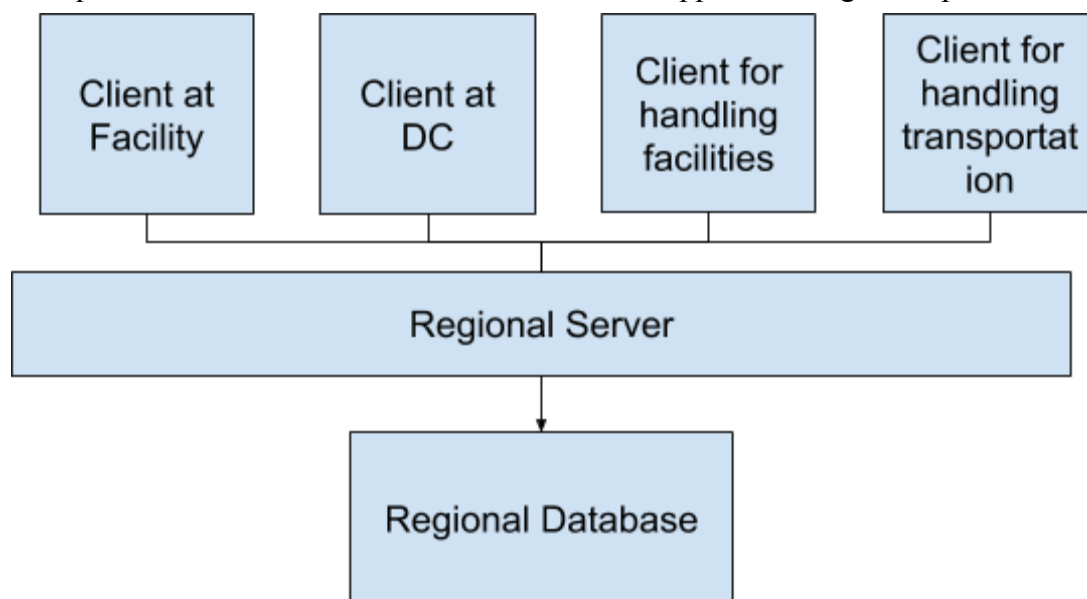 Client at
Facility
Client at
DC
Client for
handling
facilities
Client for
handling
transportat
ion
Regional Server
Regional Database